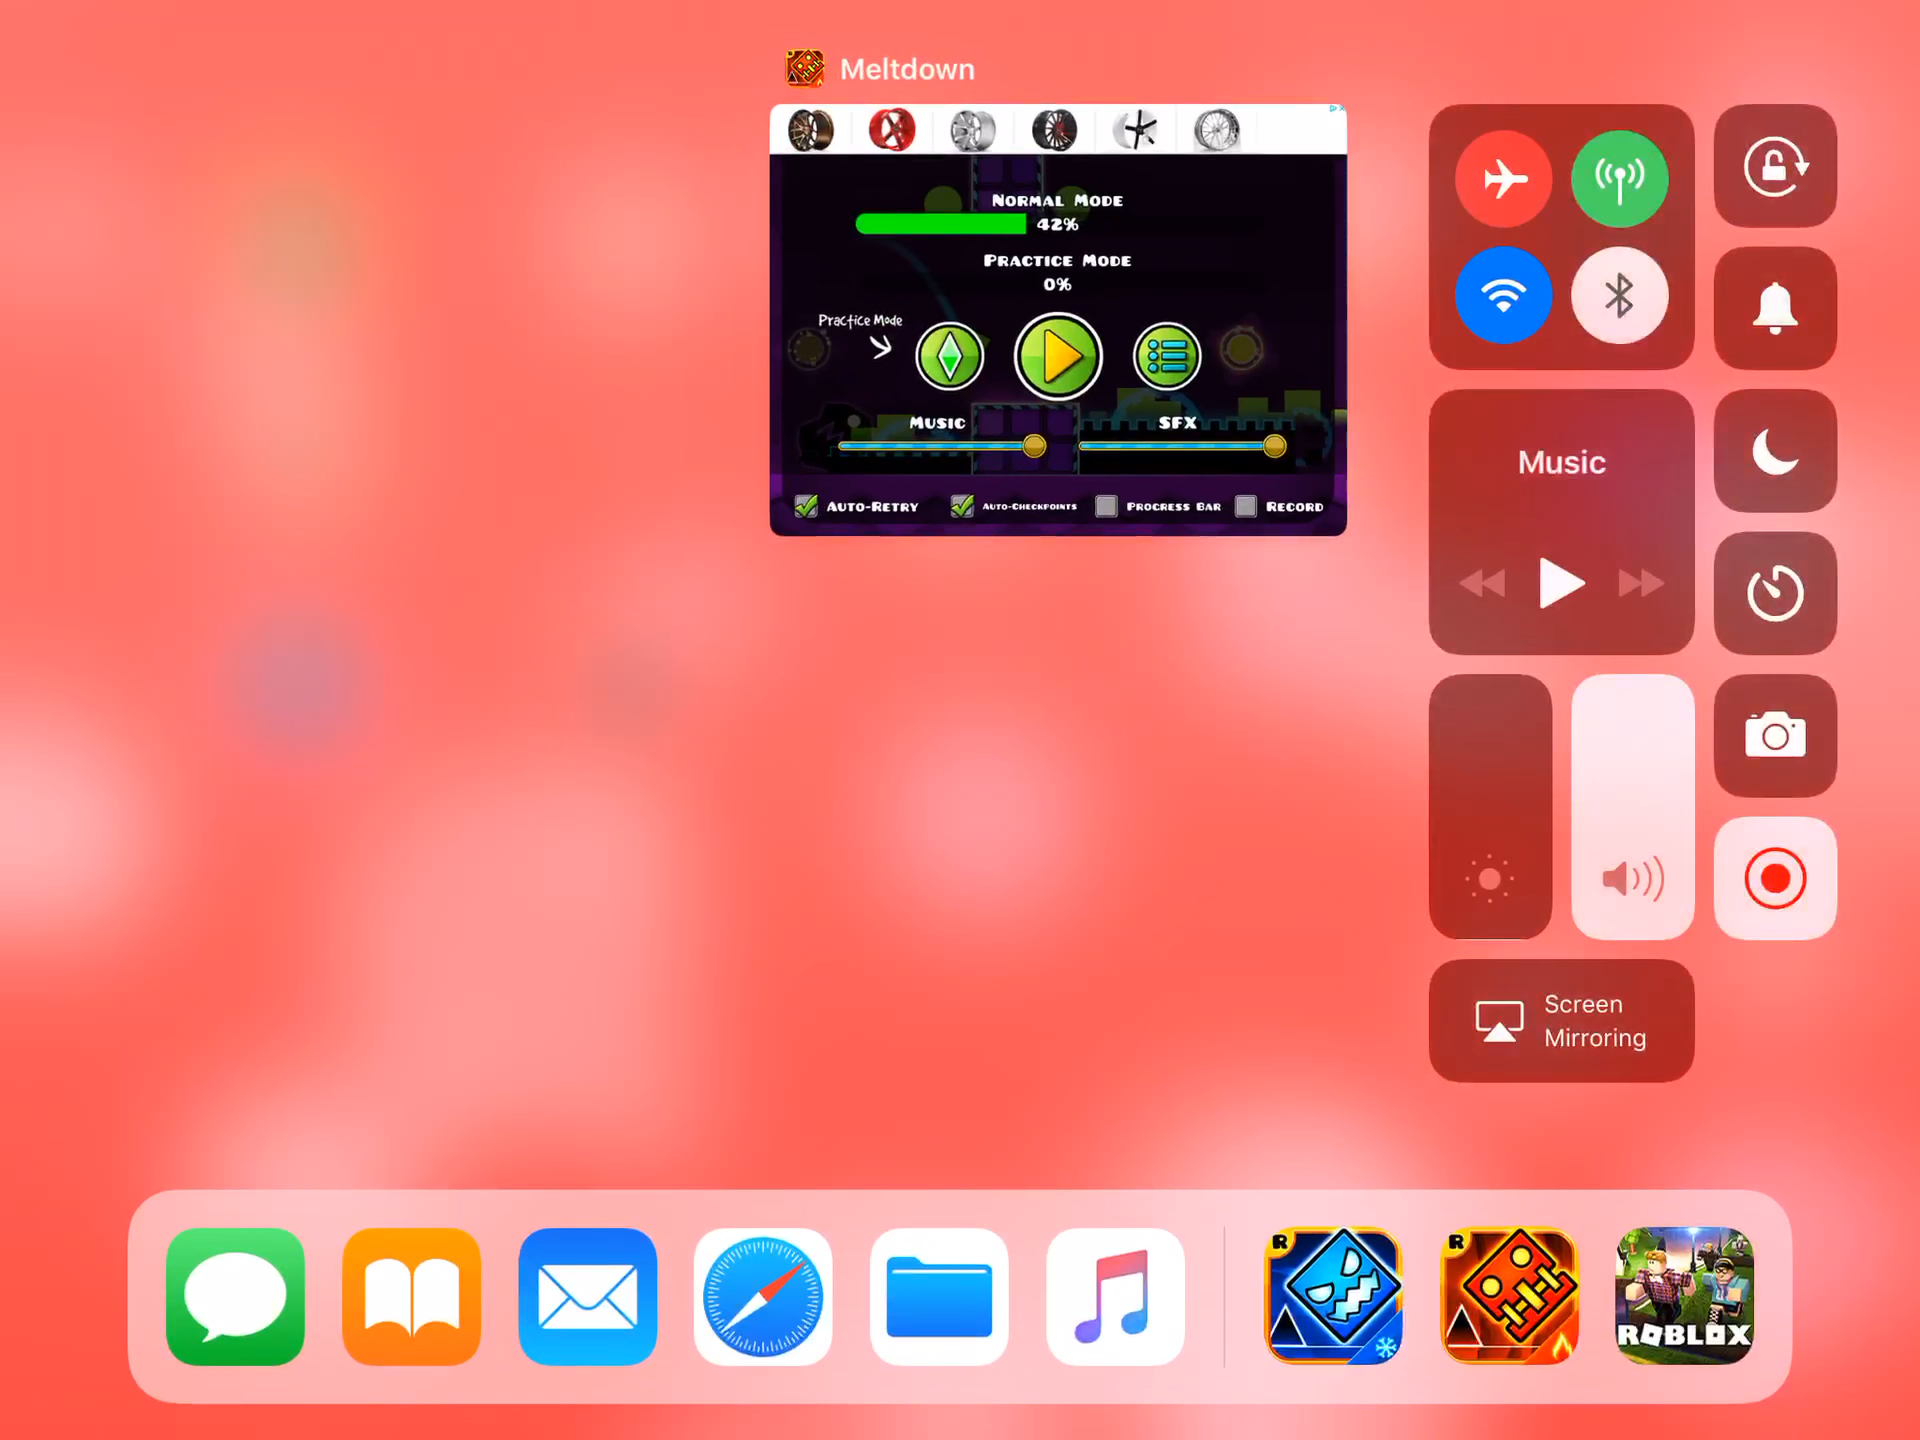 Meltdown
Normal Mode
42%
Practice Mode
0%
Practice Mode
Music
SFX
Auto-Retry
Auto-Checkpoints
Progress Bar
Record
Music
Screen
Mirroring
R
R
ROBLOX